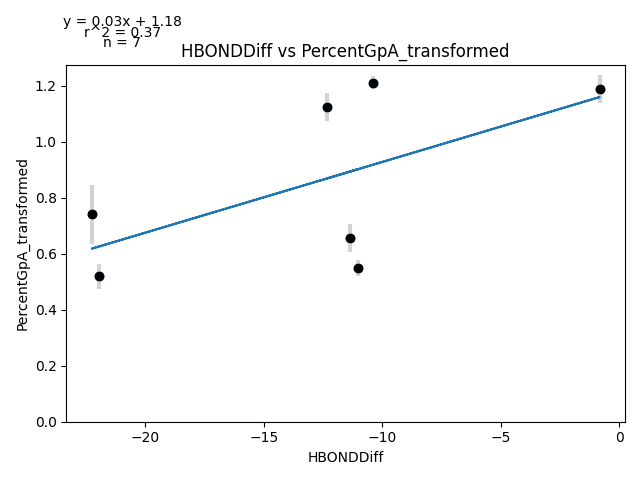 y = 0.03x + 1.18
r^2 = 0.37
n = 7
HBONDDiff vs PercentGpA_transformed
1.2
1.0
0.8
0.6
0.4
0.2
0.0
PercentGpA_transformed
−20
−15
−10
−5
0
HBONDDiff